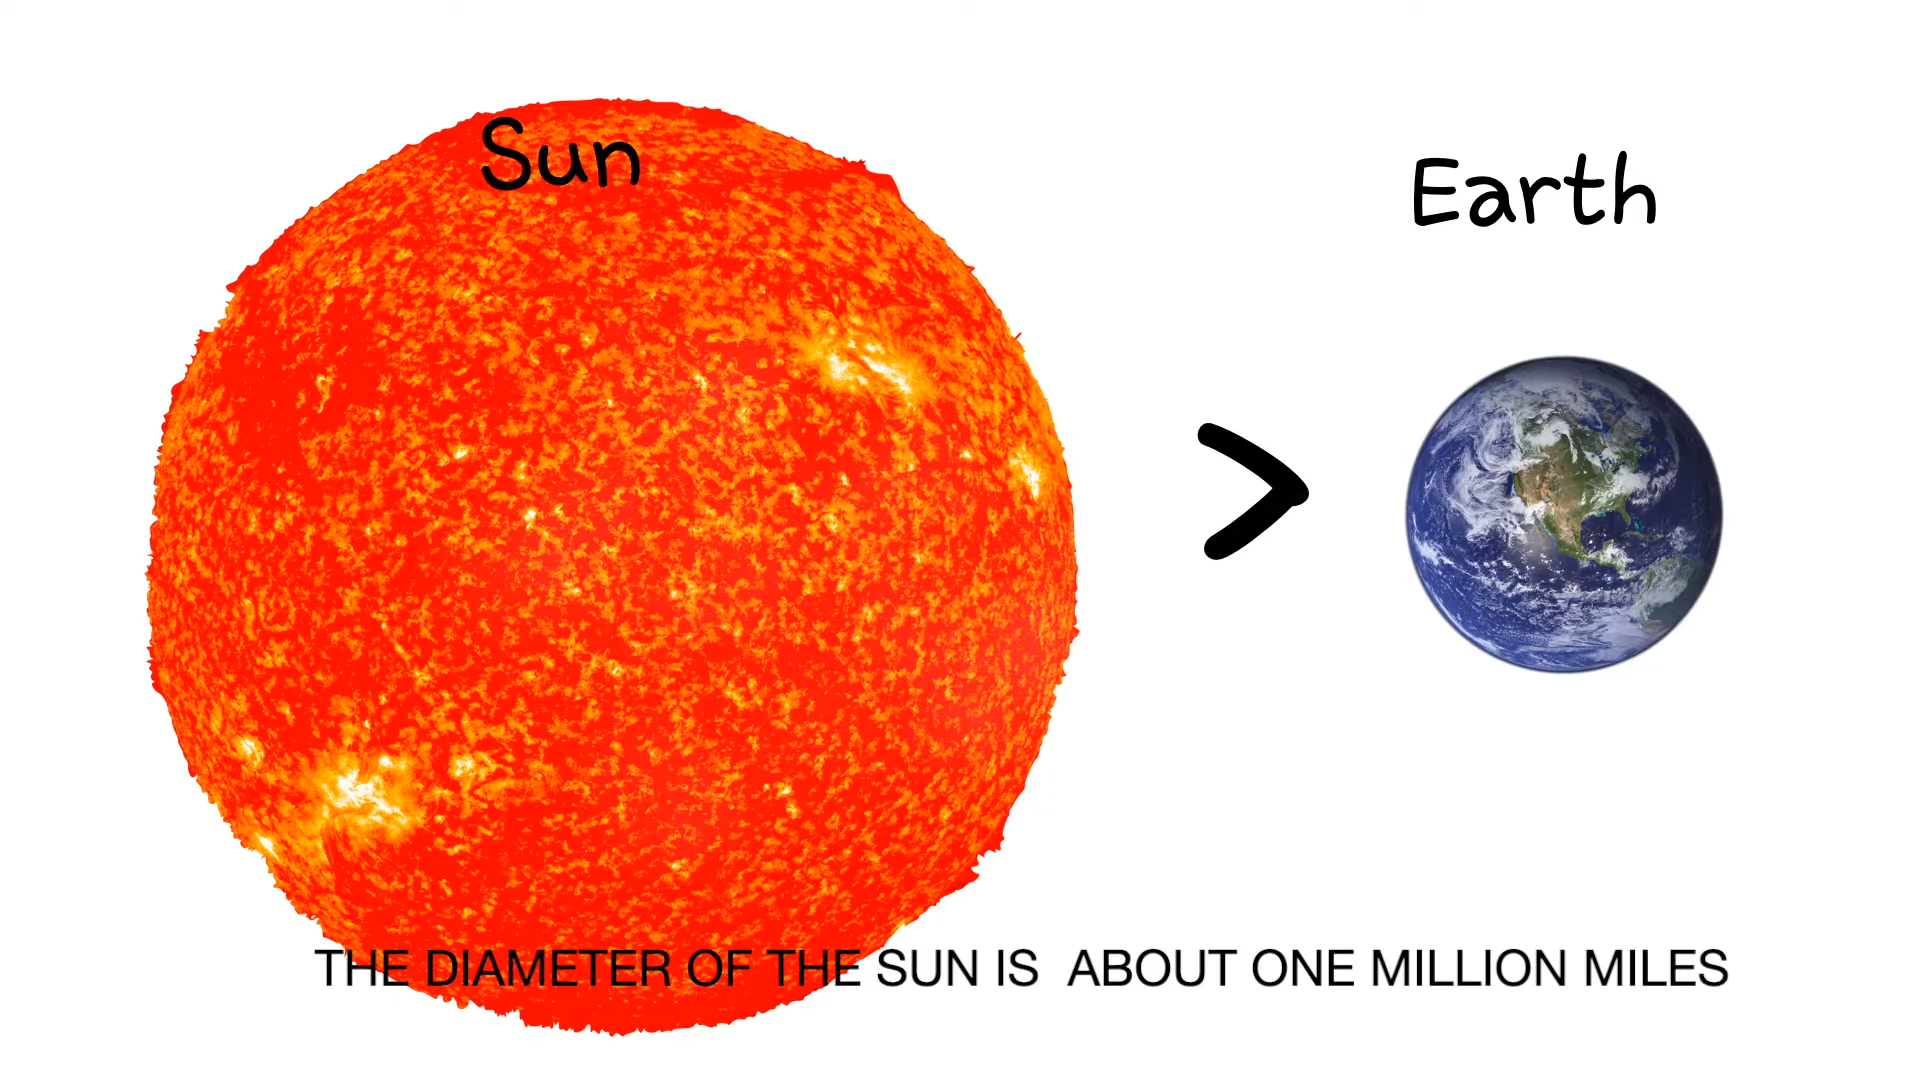 Sun
Earth
>
THE DIAMETER OF THE SUN IS  ABOUT ONE MILLION MILES